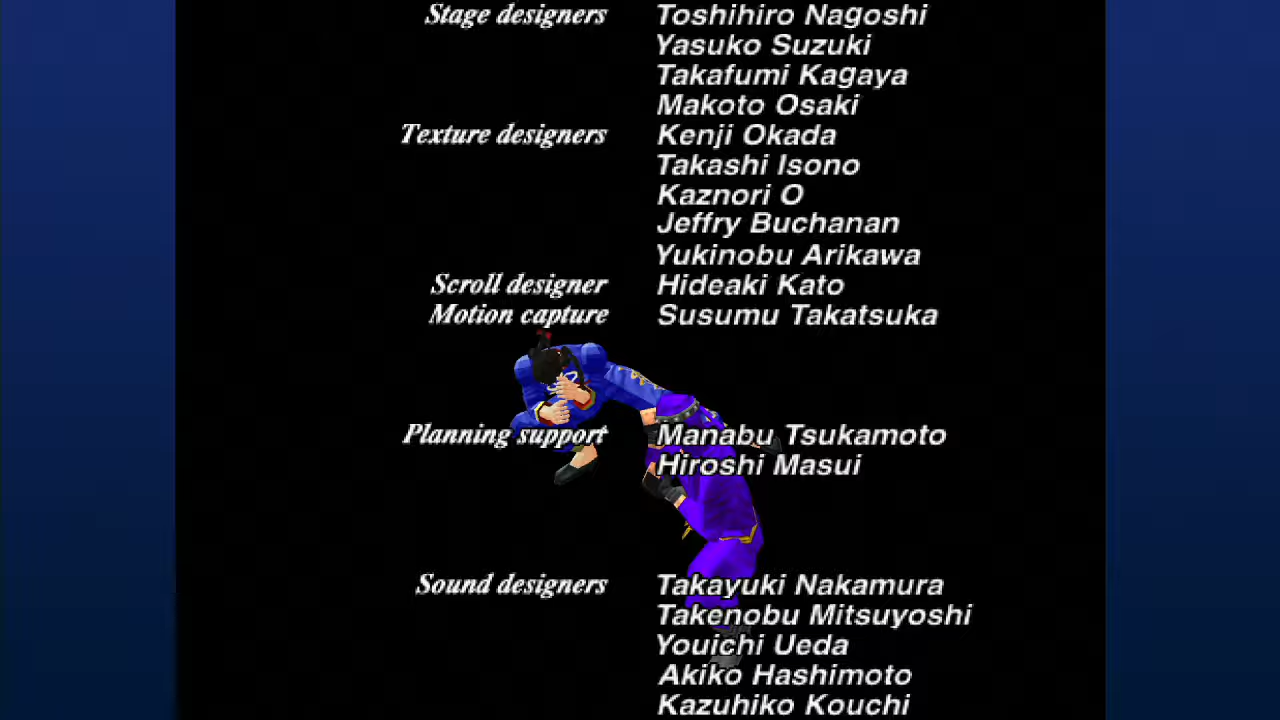 Stage designers Toshihiro Nagoshi
Yasuko Suzuki
Takafumi Kagaya
Makoto Osaki
Texture designers Kenji Okada
Takashi Isono
Kaznori O
Jeffry Buchanan
Yukinobu Arikawa
Scroll designer Hideaki Kato
Motion capture Susumu Takatsuka
Planning support Manabu Tsukamoto
Hiroshi Masui
Sound designers Takayuki Nakamura
Takenobu Mitsuyoshi
Youichi Ueda
Akiko Hashimoto
Kazuhiko Kouchi